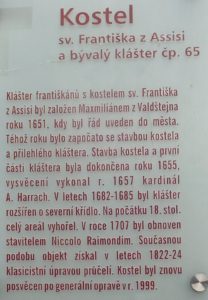 Kostel
sv. Františka z Assisi
a bývalý klášter čp. 65
Klášter františkánů s kostelem sv. Františka
z Assisi byl založen Maxmiliánem z Valdštejna
roku 1651, kdy byl řád uveden do města.
Téhož roku bylo započato se stavbou kostela
a přilehlého kláštera. Stavba kostela a první
části kláštera byla dokončena roku 1655,
vysvěcení vykonal r. 1657 kardinál
A. Harrach. V letech 1682-1685 byl klášter
rozšířen o severní křídlo. Na počátku 18. stol.
celý areál vyhořel. V roce 1707 byl obnoven
stavitelem Niccolo Raimondim. Současnou
podobu objekt získal v letech 1822-24
klasicistní úpravou průčelí. Kostel byl znovu
posvěcen po generální opravě v r. 1999.